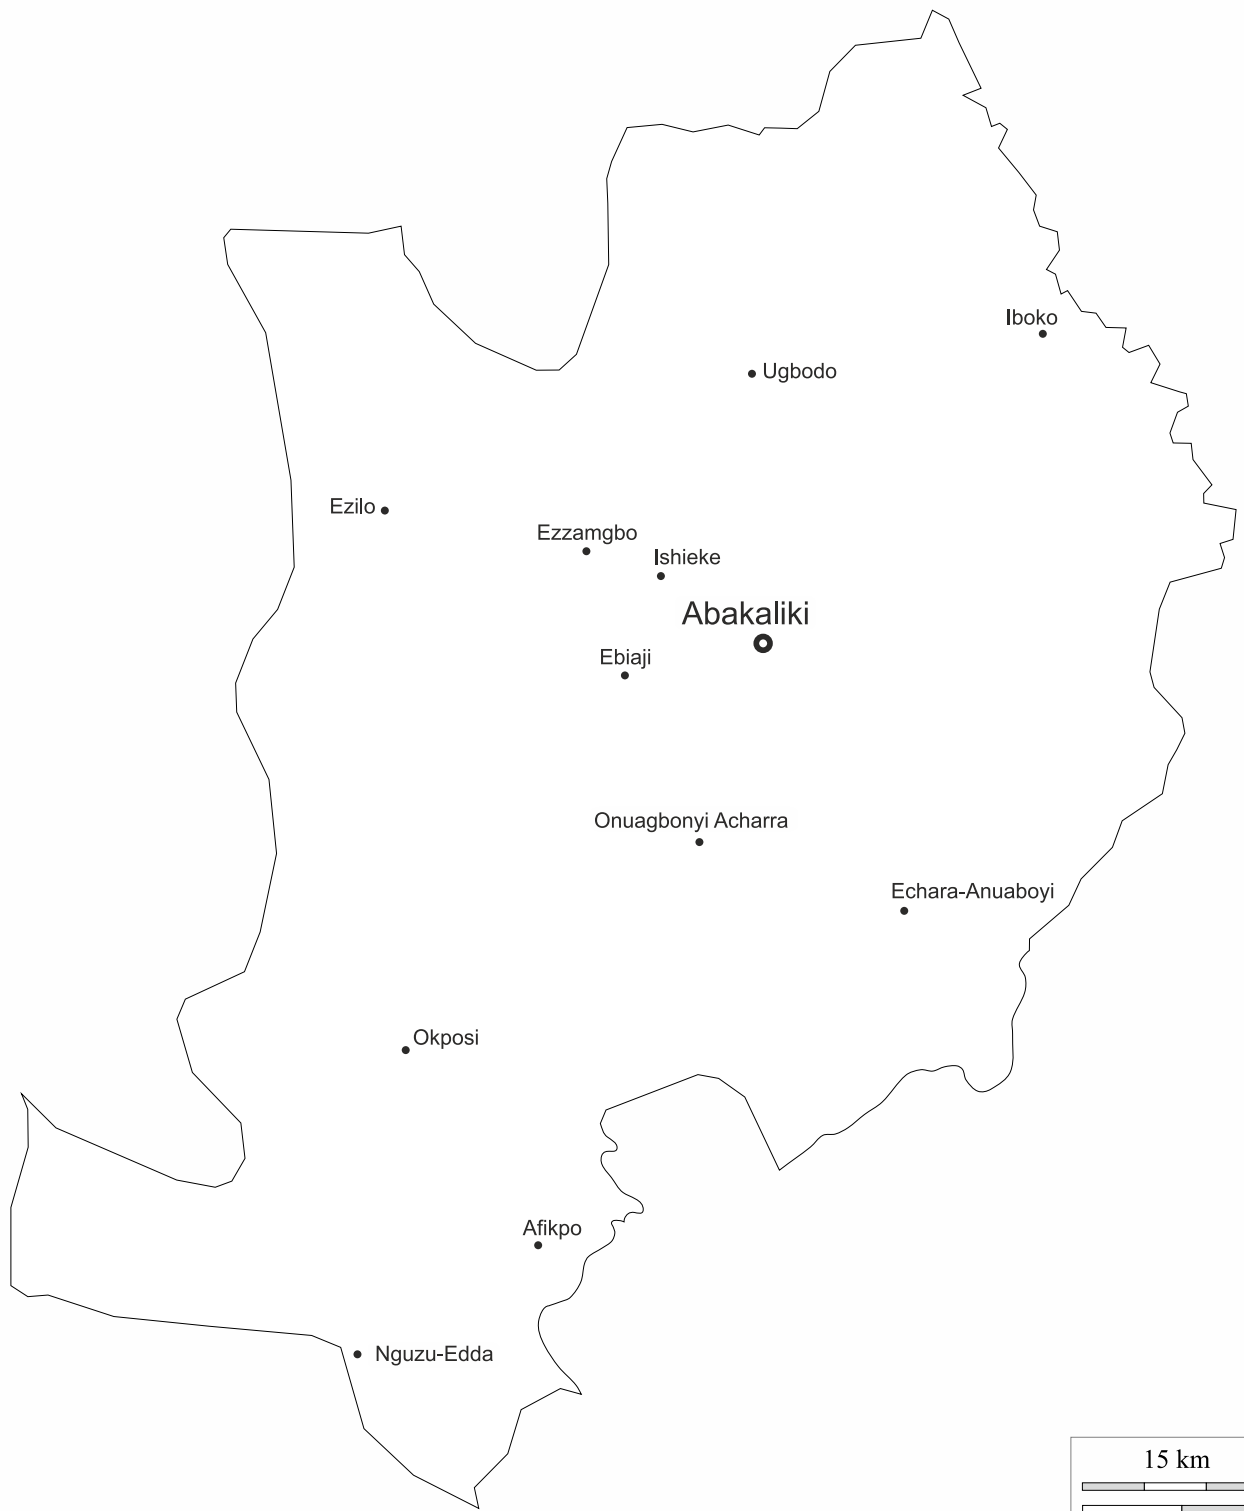 Iboko
Ugbodo
Ezilo
Ezzamgbo
Ishieke
Abakaliki
Ebiaji
Onuagbonyi Acharra
Echara-Anuaboyi
Okposi
Afikpo
Nguzu-Edda
15 km